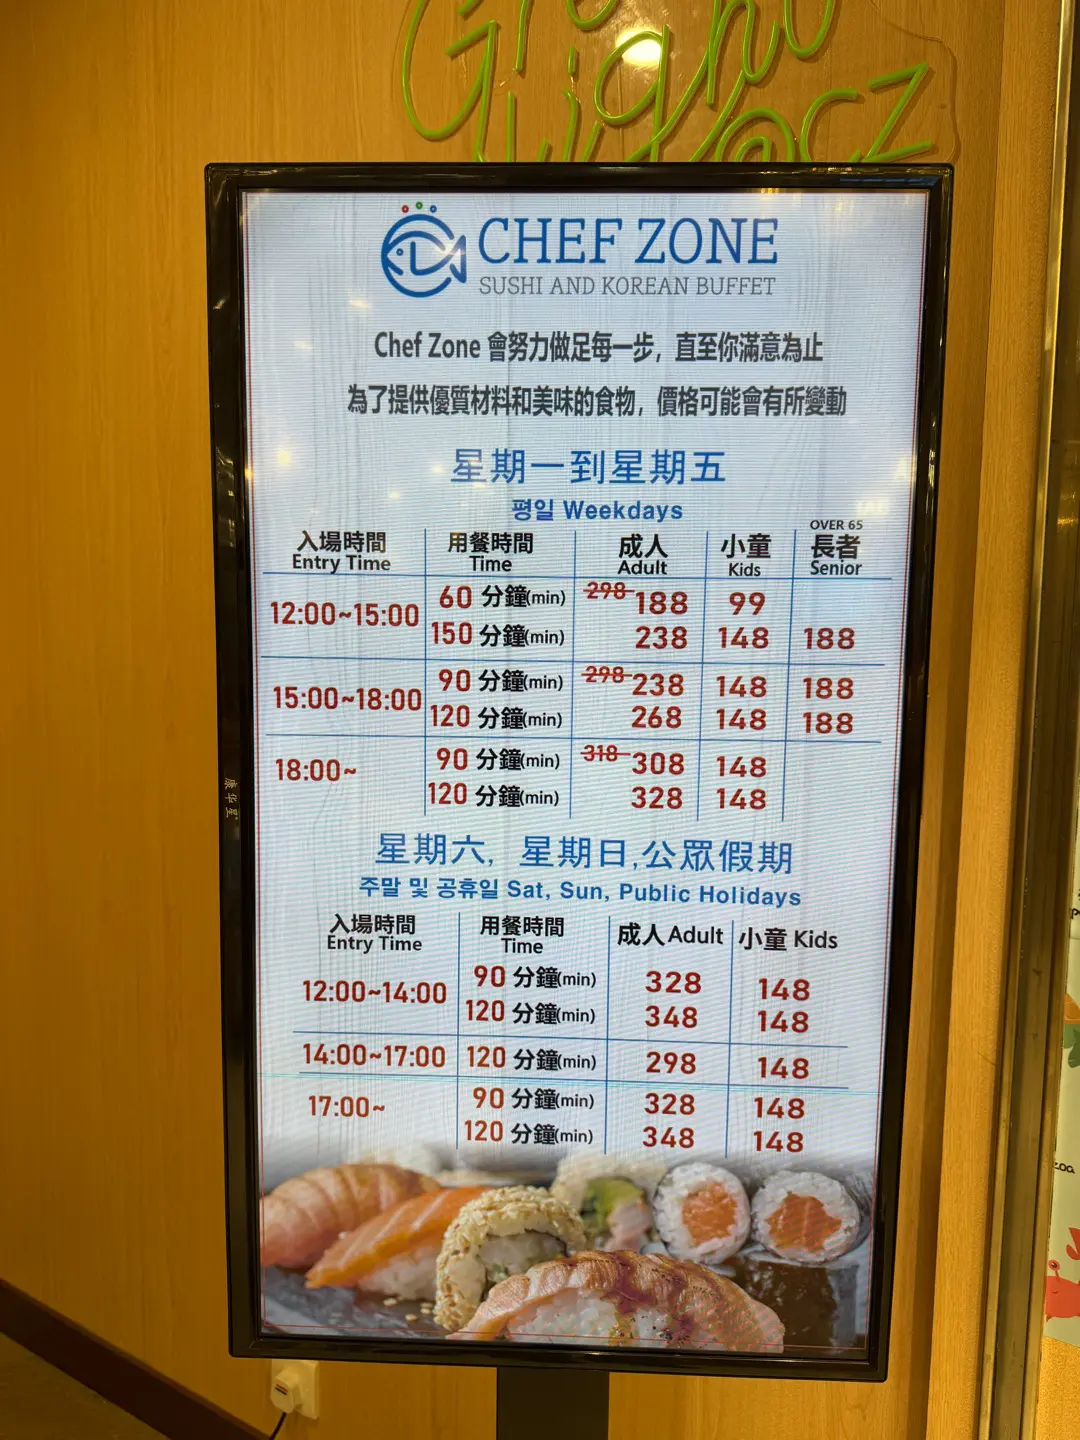 CHEF ZONE
SUSHI AND KOREAN BUFFET
Chef Zone 會努力做足每一步，直至你滿意為止
為了提供優質材料和美味的食物，價格可能會有所變動
星期一到星期五
평일 Weekdays
入場時間 用餐時間 成人 小童 OVER 65 長者
Entry Time Time Adult Kids Senior
12:00~15:00 60 分鐘(min) 298 188 99
150 分鐘(min) 238 148 188
15:00~18:00 90 分鐘(min) 298 238 148 188
120 分鐘(min) 268 148 188
18:00~ 90 分鐘(min) 318 308 148
120 分鐘(min) 328 148
星期六, 星期日,公眾假期
주말 및 공휴일 Sat, Sun, Public Holidays
入場時間 用餐時間 成人 Adult 小童 Kids
Entry Time Time
12:00~14:00 90 分鐘(min) 328 148
120 分鐘(min) 348 148
14:00~17:00 120 分鐘(min) 298 148
17:00~ 90 分鐘(min) 328 148
120 分鐘(min) 348 148
康华星